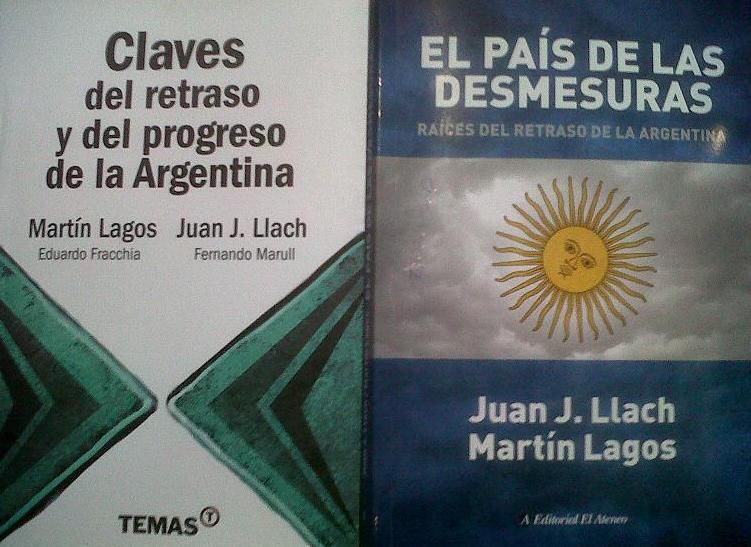 Claves
del retraso
y del progreso
de la Argentina
Martín Lagos Juan J. Llach
Eduardo Fracchia Fernando Marull
TEMAS T
EL PAÍS DE LAS
DESMESURAS
RAÍCES DEL RETRASO DE LA ARGENTINA
Juan J. Llach
Martín Lagos
A Editorial El Ateneo